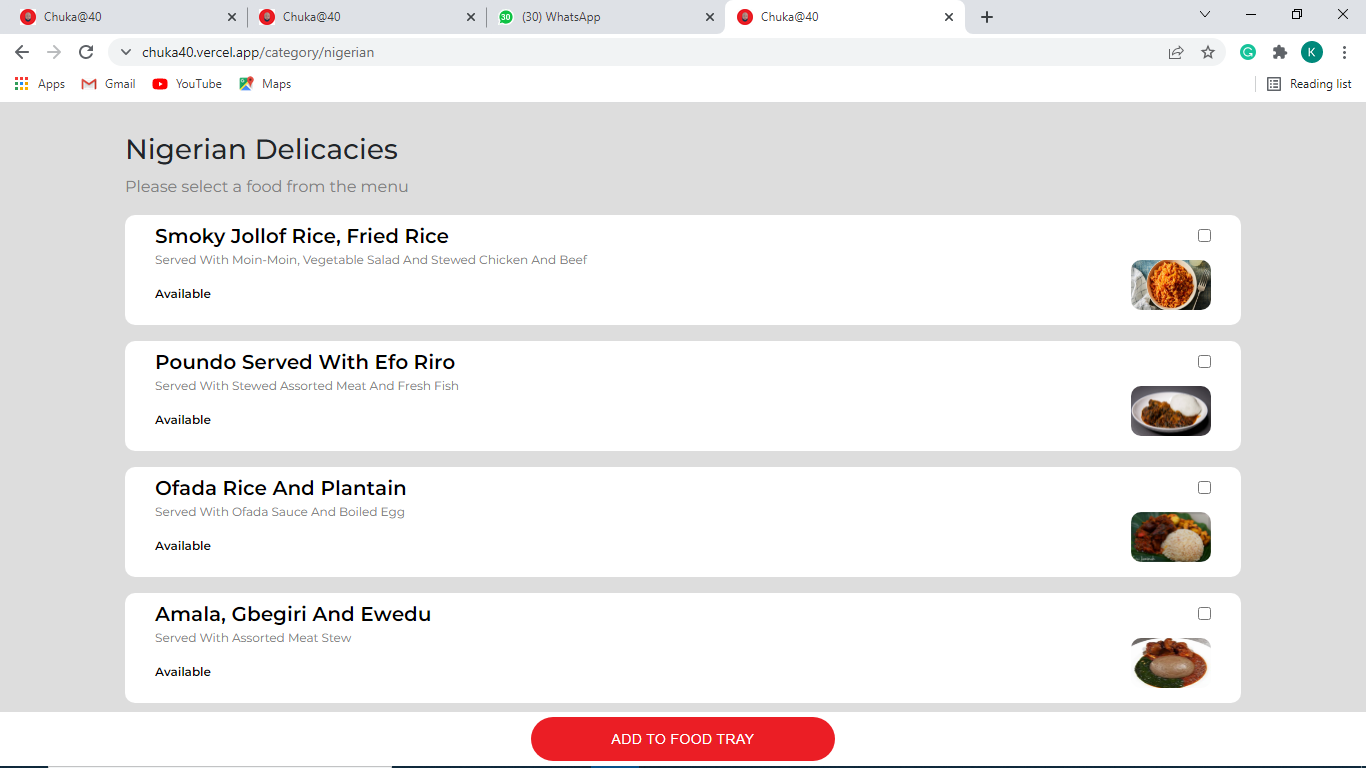 Chuka@40
Chuka@40
30
(30) WhatsApp
Chuka@40
chuka40.vercel.app/category/nigerian
G
K
Apps
Gmail
YouTube
Maps
Reading list
Nigerian Delicacies
Please select a food from the menu
Smoky Jollof Rice, Fried Rice
Served With Moin-Moin, Vegetable Salad And Stewed Chicken And Beef
Available
Poundo Served With Efo Riro
Served With Stewed Assorted Meat And Fresh Fish
Available
Ofada Rice And Plantain
Served With Ofada Sauce And Boiled Egg
Available
Amala, Gbegiri And Ewedu
Served With Assorted Meat Stew
Available
ADD TO FOOD TRAY